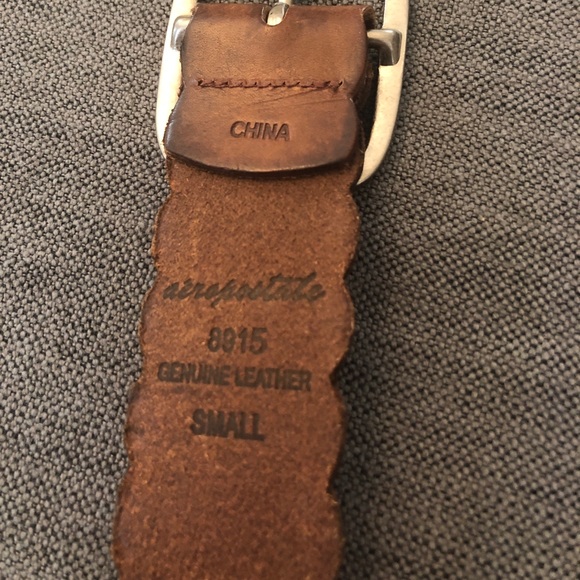 CHINA
aeropostale
8915
GENUINE LEATHER
SMALL